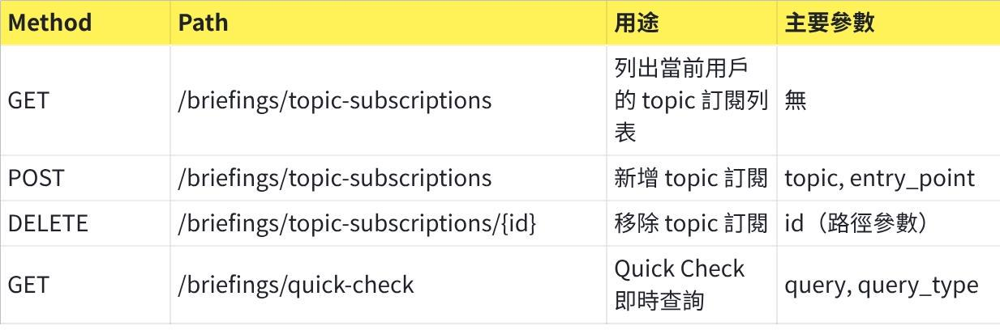 Method Path 用途 主要參數
GET /briefings/topic-subscriptions 列出當前用戶
的 topic 訂閱列
表 無
POST /briefings/topic-subscriptions 新增 topic 訂閱 topic, entry_point
DELETE /briefings/topic-subscriptions/{id} 移除 topic 訂閱 id（路徑參數）
GET /briefings/quick-check Quick Check
即時查詢 query, query_type